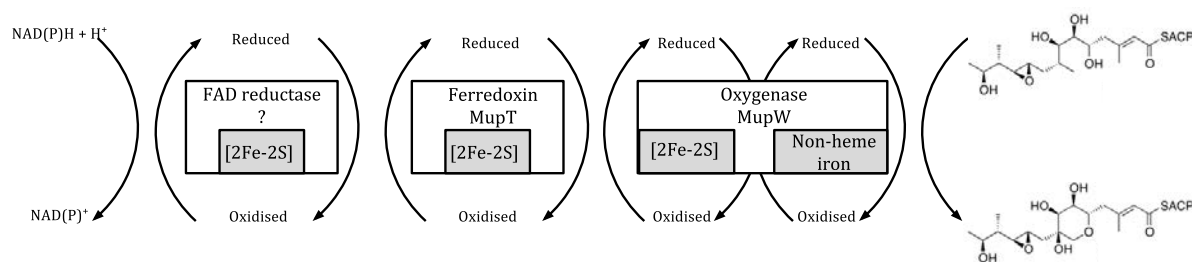 NAD(P)H + H⁺
NAD(P)⁺
Reduced
FAD reductase
?
[2Fe-2S]
Oxidised
Reduced
Ferredoxin
MupT
[2Fe-2S]
Oxidised
Reduced
Reduced
Oxygenase
MupW
[2Fe-2S]
Non-heme
iron
Oxidised
Oxidised
OH
HO
SACP
OH
O
O
OH
OH
HO
SACP
O
O
O
OH
OH